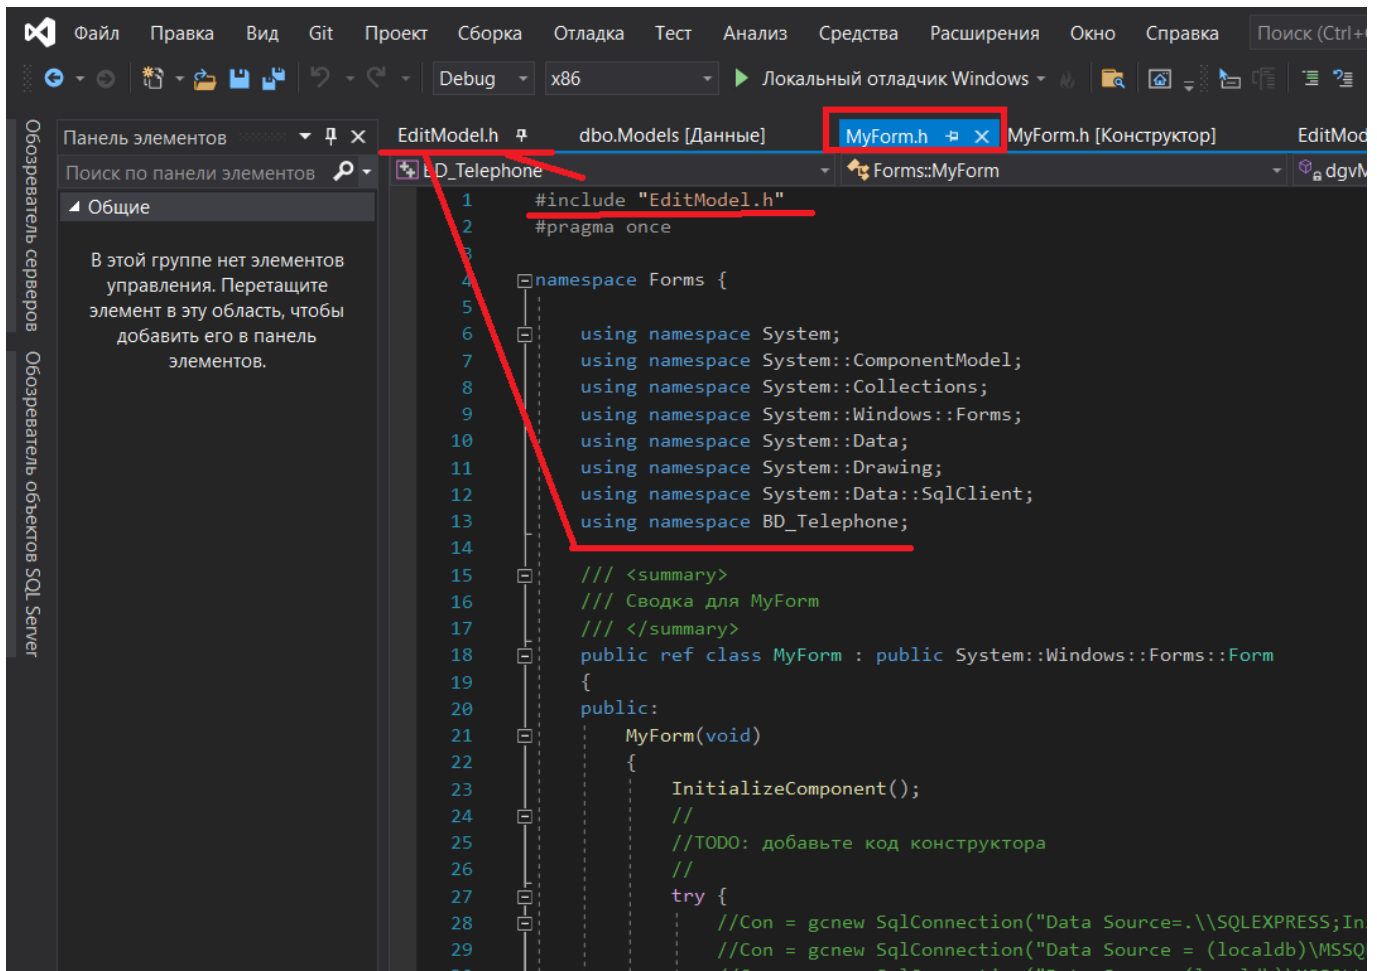 Файл Правка Вид Git Проект Сборка Отладка Тест Анализ Средства Расширения Окно Справка Поиск (Ctrl+
Debug x86 Локальный отладчик Windows
Обозреватель серверов
Обозреватель объектов SQL Server
Панель элементов
Поиск по панели элементов
Общие
В этой группе нет элементов
управления. Перетащите
элемент в эту область, чтобы
добавить его в панель
элементов.
EditModel.h dbo.Models [Данные] MyForm.h MyForm.h [Конструктор] EditMod
BD_Telephone Forms::MyForm dgvM
1 #include "EditModel.h"
2 #pragma once
3
4 namespace Forms {
5
6 using namespace System;
7 using namespace System::ComponentModel;
8 using namespace System::Collections;
9 using namespace System::Windows::Forms;
10 using namespace System::Data;
11 using namespace System::Drawing;
12 using namespace System::Data::SqlClient;
13 using namespace BD_Telephone;
14
15 /// <summary>
16 /// Сводка для MyForm
17 /// </summary>
18 public ref class MyForm : public System::Windows::Forms::Form
19 {
20 public:
21 MyForm(void)
22 {
23 InitializeComponent();
24 //
25 //TODO: добавьте код конструктора
26 //
27 try {
28 //Con = gcnew SqlConnection("Data Source=.\\SQLEXPRESS;In
29 //Con = gcnew SqlConnection("Data Source = (localdb)\MSSQ